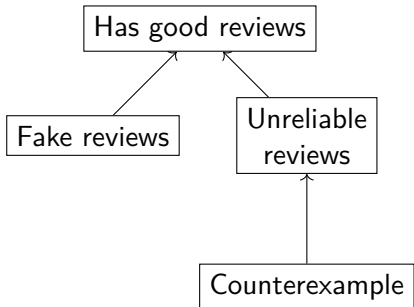 Has good reviews
Fake reviews
Unreliable
reviews
Counterexample